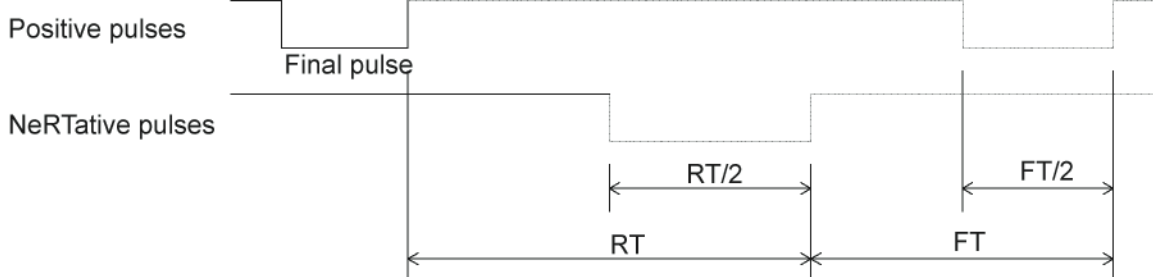 Positive pulses
Final pulse
NeRTative pulses
RT/2
FT/2
RT
FT